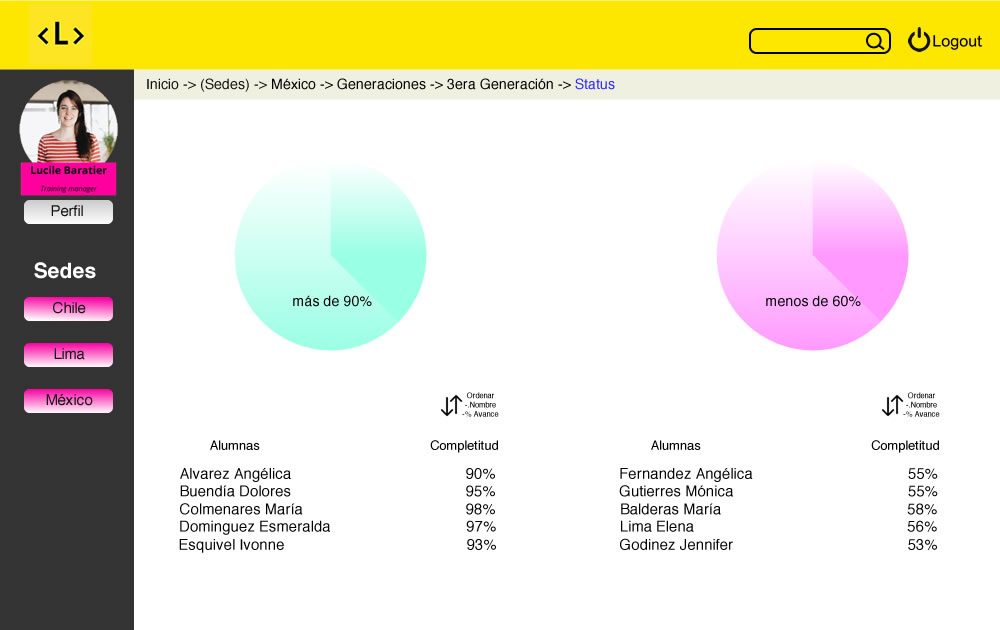 <L>
Logout
Inicio -> (Sedes) -> México -> Generaciones -> 3era Generación -> Status
Lucile Baratier
Training manager
Perfil
Sedes
Chile
Lima
México
más de 90%
menos de 60%
Ordenar
-.Nombre
-% Avance
Ordenar
-.Nombre
-% Avance
Alumnas Completitud
Alvarez Angélica 90%
Buendía Dolores 95%
Colmenares María 98%
Dominguez Esmeralda 97%
Esquivel Ivonne 93%
Alumnas Completitud
Fernandez Angélica 55%
Gutierres Mónica 55%
Balderas María 58%
Lima Elena 56%
Godinez Jennifer 53%